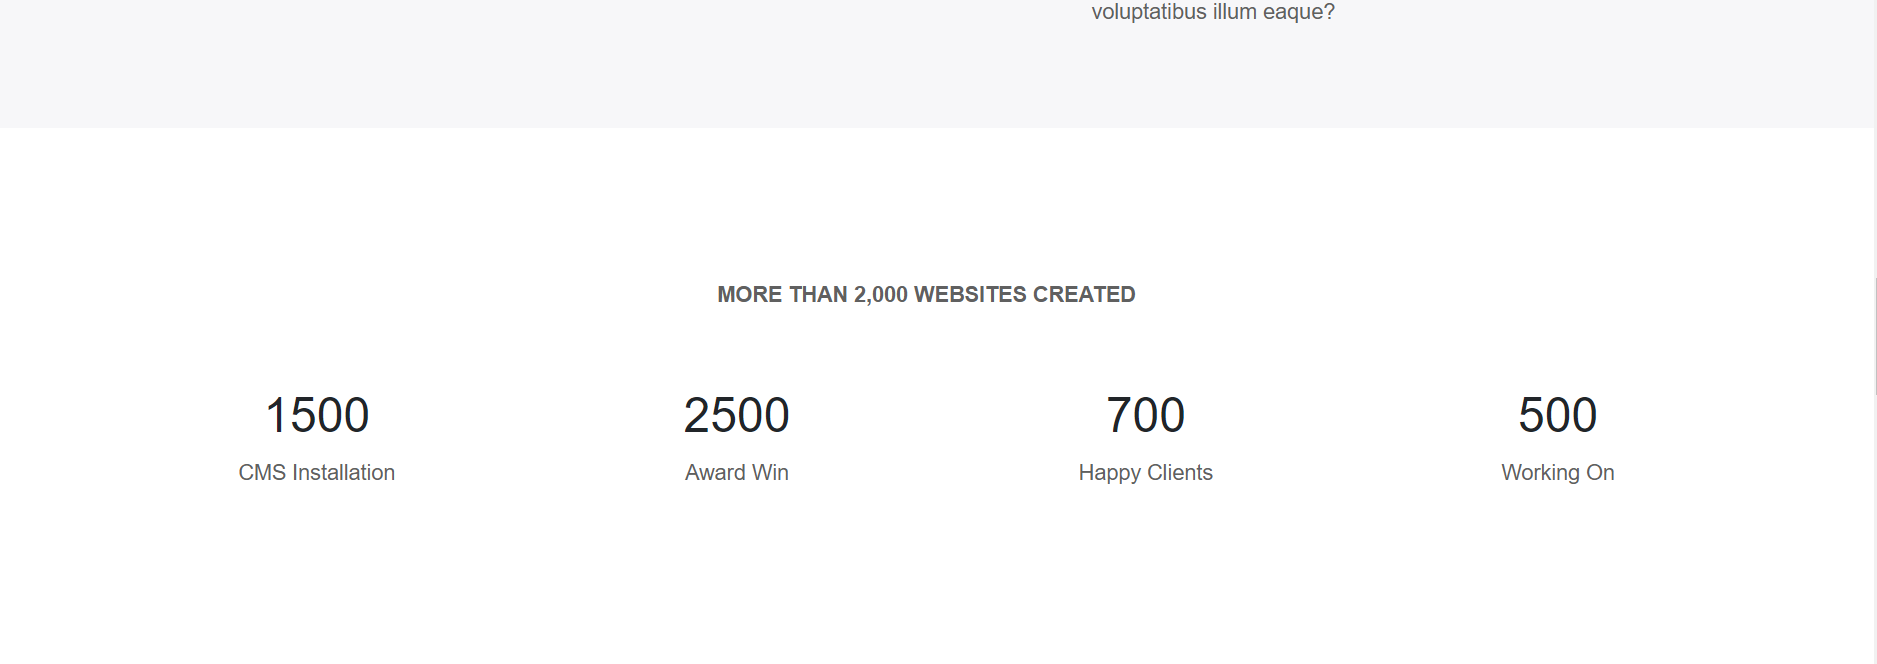 voluptatibus illum eaque?
MORE THAN 2,000 WEBSITES CREATED
1500
CMS Installation
2500
Award Win
700
Happy Clients
500
Working On